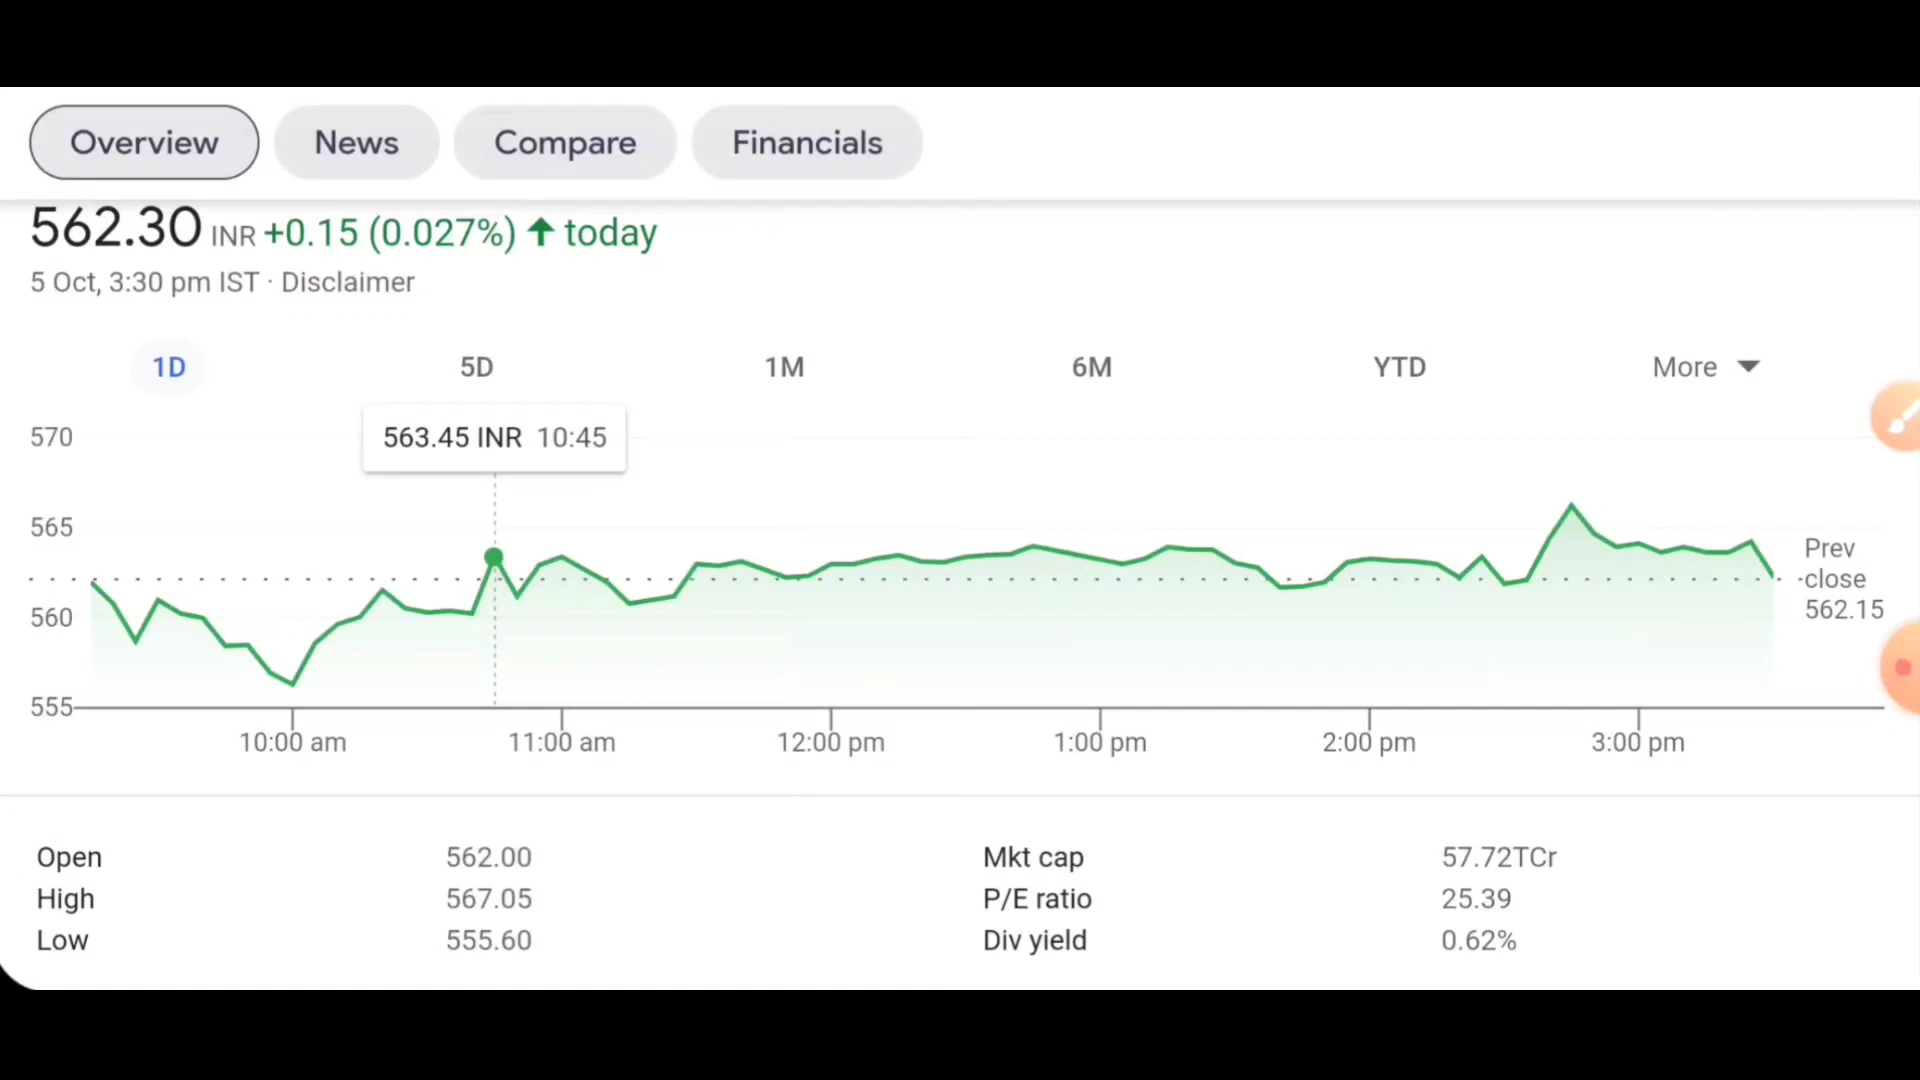 Overview News Compare Financials
562.30 INR +0.15 (0.027%) ↑ today
5 Oct, 3:30 pm IST · Disclaimer
1D 5D 1M 6M YTD More
563.45 INR 10:45
570
565
560
555
Prev
close
562.15
10:00 am 11:00 am 12:00 pm 1:00 pm 2:00 pm 3:00 pm
Open 562.00 Mkt cap 57.72TCr
High 567.05 P/E ratio 25.39
Low 555.60 Div yield 0.62%